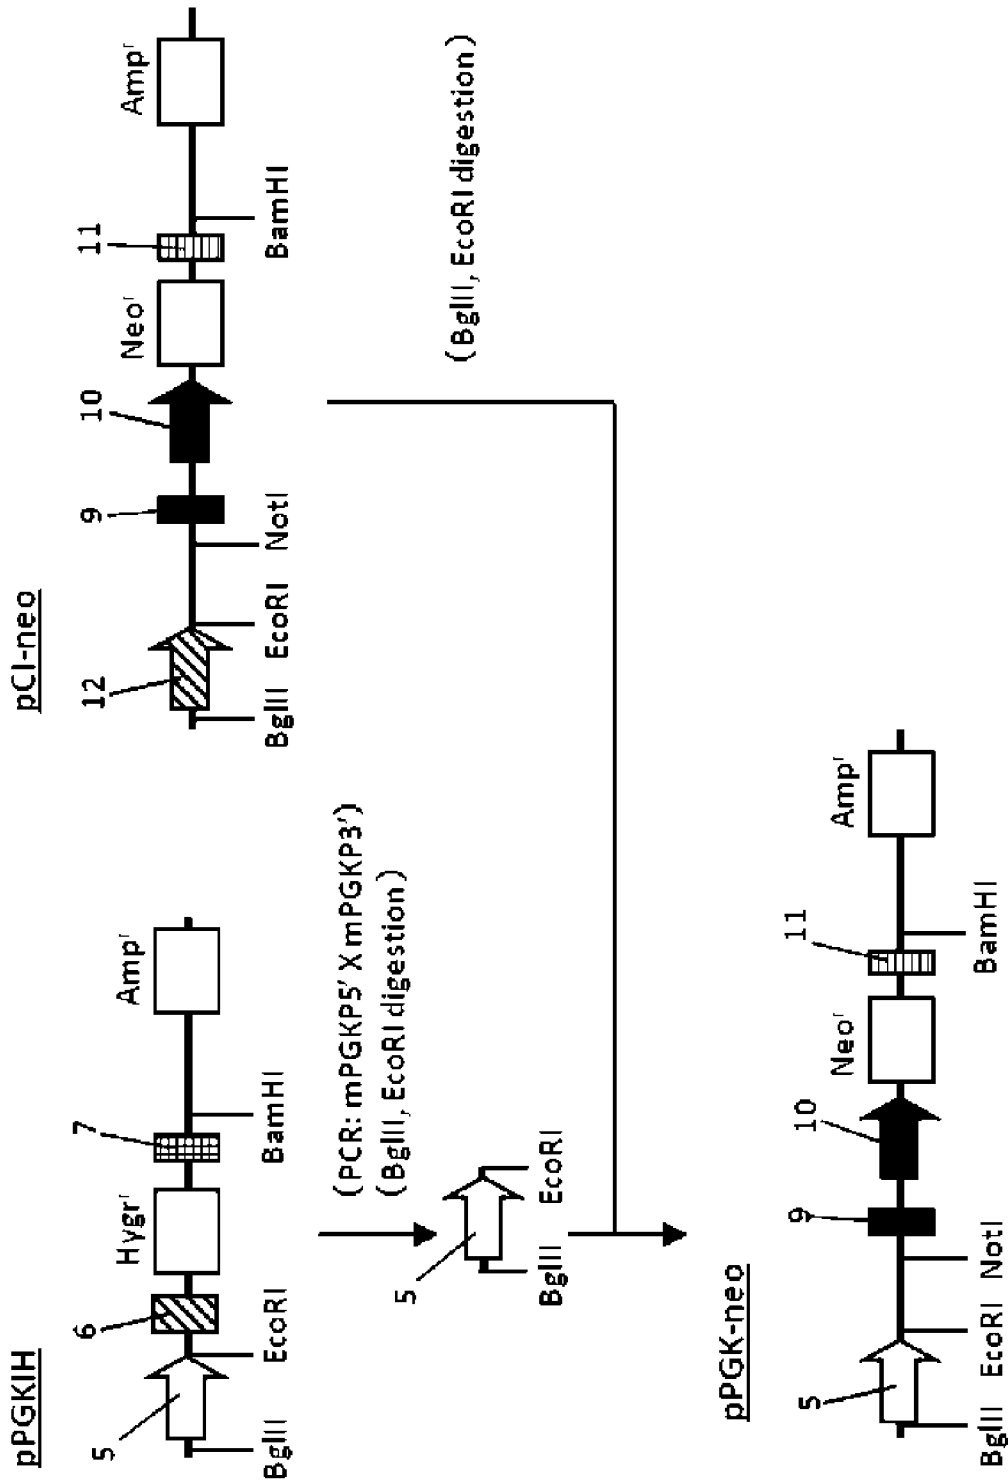 pPGKIH
5
6
Hygrʳ
7
Ampʳ
BglII
EcoRI
BamHI
pCI-neo
12
9
10
Neoʳ
11
Ampʳ
BglII
EcoRI
NotI
BamHI
(PCR: mPGKP5' X mPGKP3')
(BglII, EcoRI digestion)
(BglII, EcoRI digestion)
5
BglII
EcoRI
pPGK-neo
5
9
10
Neoʳ
11
Ampʳ
BglII
EcoRI
NotI
BamHI